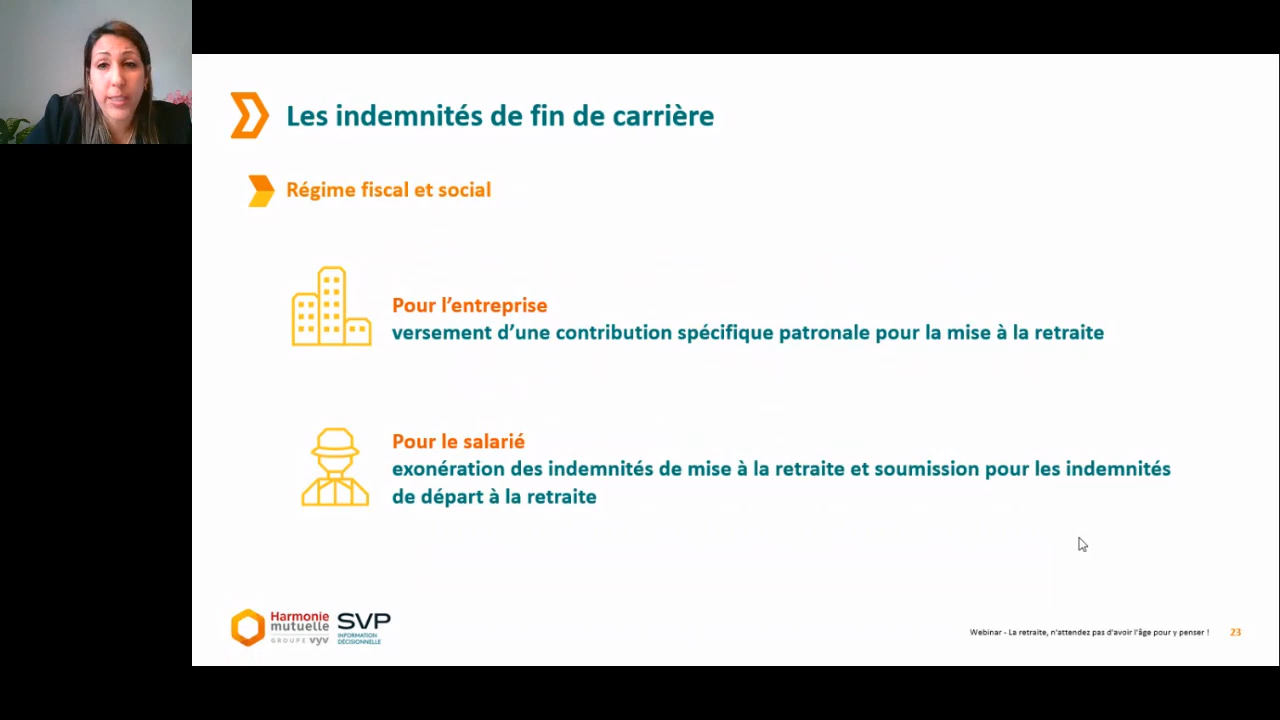 Les indemnités de fin de carrière
Régime fiscal et social
Pour l'entreprise
versement d'une contribution spécifique patronale pour la mise à la retraite
Pour le salarié
exonération des indemnités de mise à la retraite et soumission pour les indemnités
de départ à la retraite
Harmonie
mutuelle
GROUPE vyv
SVP
INFORMATION
DÉCISIONNELLE
Webinar - La retraite, n'attendez pas d'avoir l'âge pour y penser !
23